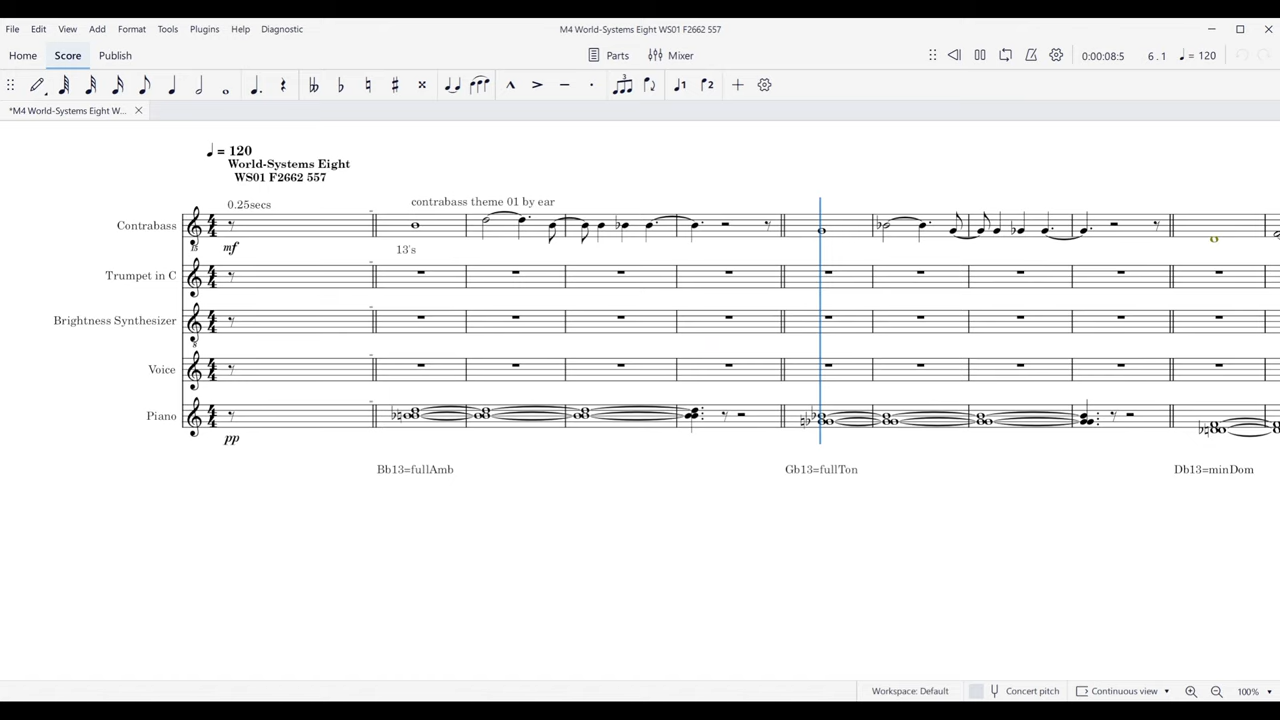 File Edit View Add Format Tools Plugins Help Diagnostic
M4 World-Systems Eight WS01 F2662 557
Home Score Publish
Parts Mixer
0:00:08:5 6 . 1 = 120
*M4 World-Systems Eight W...
= 120
World-Systems Eight
WS01 F2662 557
0.25secs
contrabass theme 01 by ear
Contrabass
mf
13's
Trumpet in C
Brightness Synthesizer
Voice
Piano
pp
Bb13=fullAmb Gb13=fullTon Db13=minDom
Workspace: Default Concert pitch Continuous view 100%